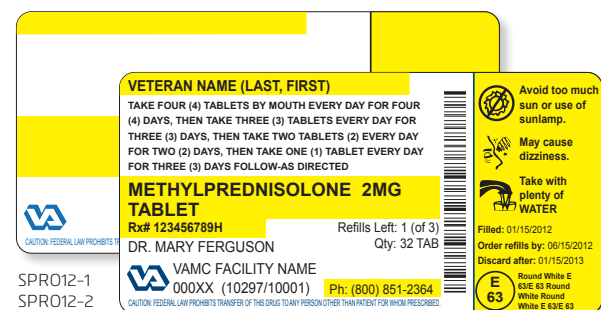 VETERAN NAME (LAST, FIRST)
TAKE FOUR (4) TABLETS BY MOUTH EVERY DAY FOR FOUR
(4) DAYS, THEN TAKE THREE (3) TABLETS EVERY DAY FOR
THREE (3) DAYS, THEN TAKE TWO TABLETS (2) EVERY DAY
FOR TWO (2) DAYS, THEN TAKE ONE (1) TABLET EVERY DAY
FOR THREE (3) DAYS FOLLOW-AS DIRECTED
METHYLPREDNISOLONE 2MG
TABLET
Rx# 123456789H
Refills Left: 1 (of 3)
DR. MARY FERGUSON
Qty: 32 TAB
VA
VAMC FACILITY NAME
000XX (10297/10001)
Ph: (800) 851-2364
CAUTION: FEDERAL LAW PROHIBITS TRANSFER OF THIS DRUG TO ANY PERSON OTHER THAN PATIENT FOR WHOM PRESCRIBED.
Avoid too much
sun or use of
sunlamp.
May cause
dizziness.
Take with
plenty of
WATER
Filled: 01/15/2012
Order refills by: 06/15/2012
Discard after: 01/15/2013
E
63
Round White E
63/E 63 Round
White Round
White E 63/E 63
VA
CAUTION: FEDERAL LAW PROHIBITS TR
SPRO12-1
SPRO12-2